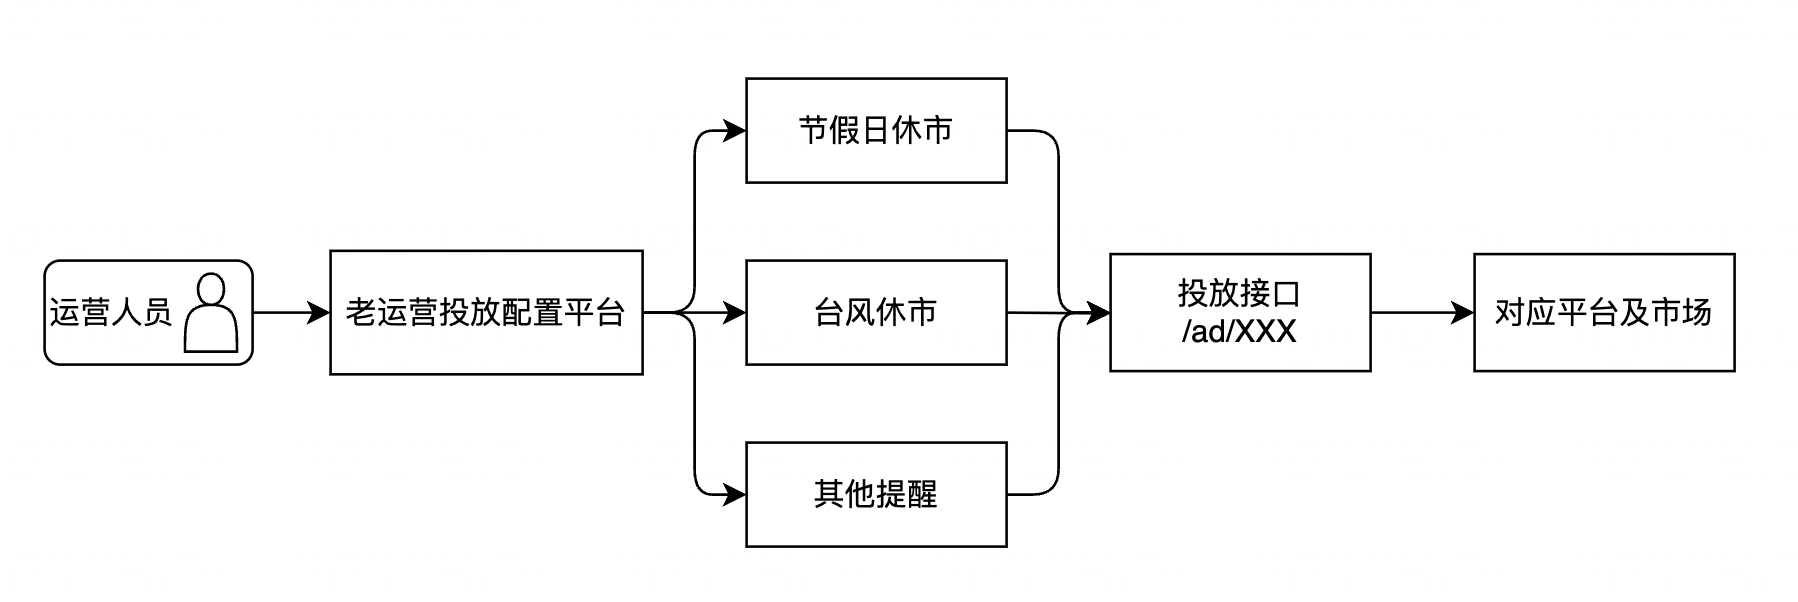 运营人员
老运营投放配置平台
节假日休市
台风休市
其他提醒
投放接口
/ad/XXX
对应平台及市场